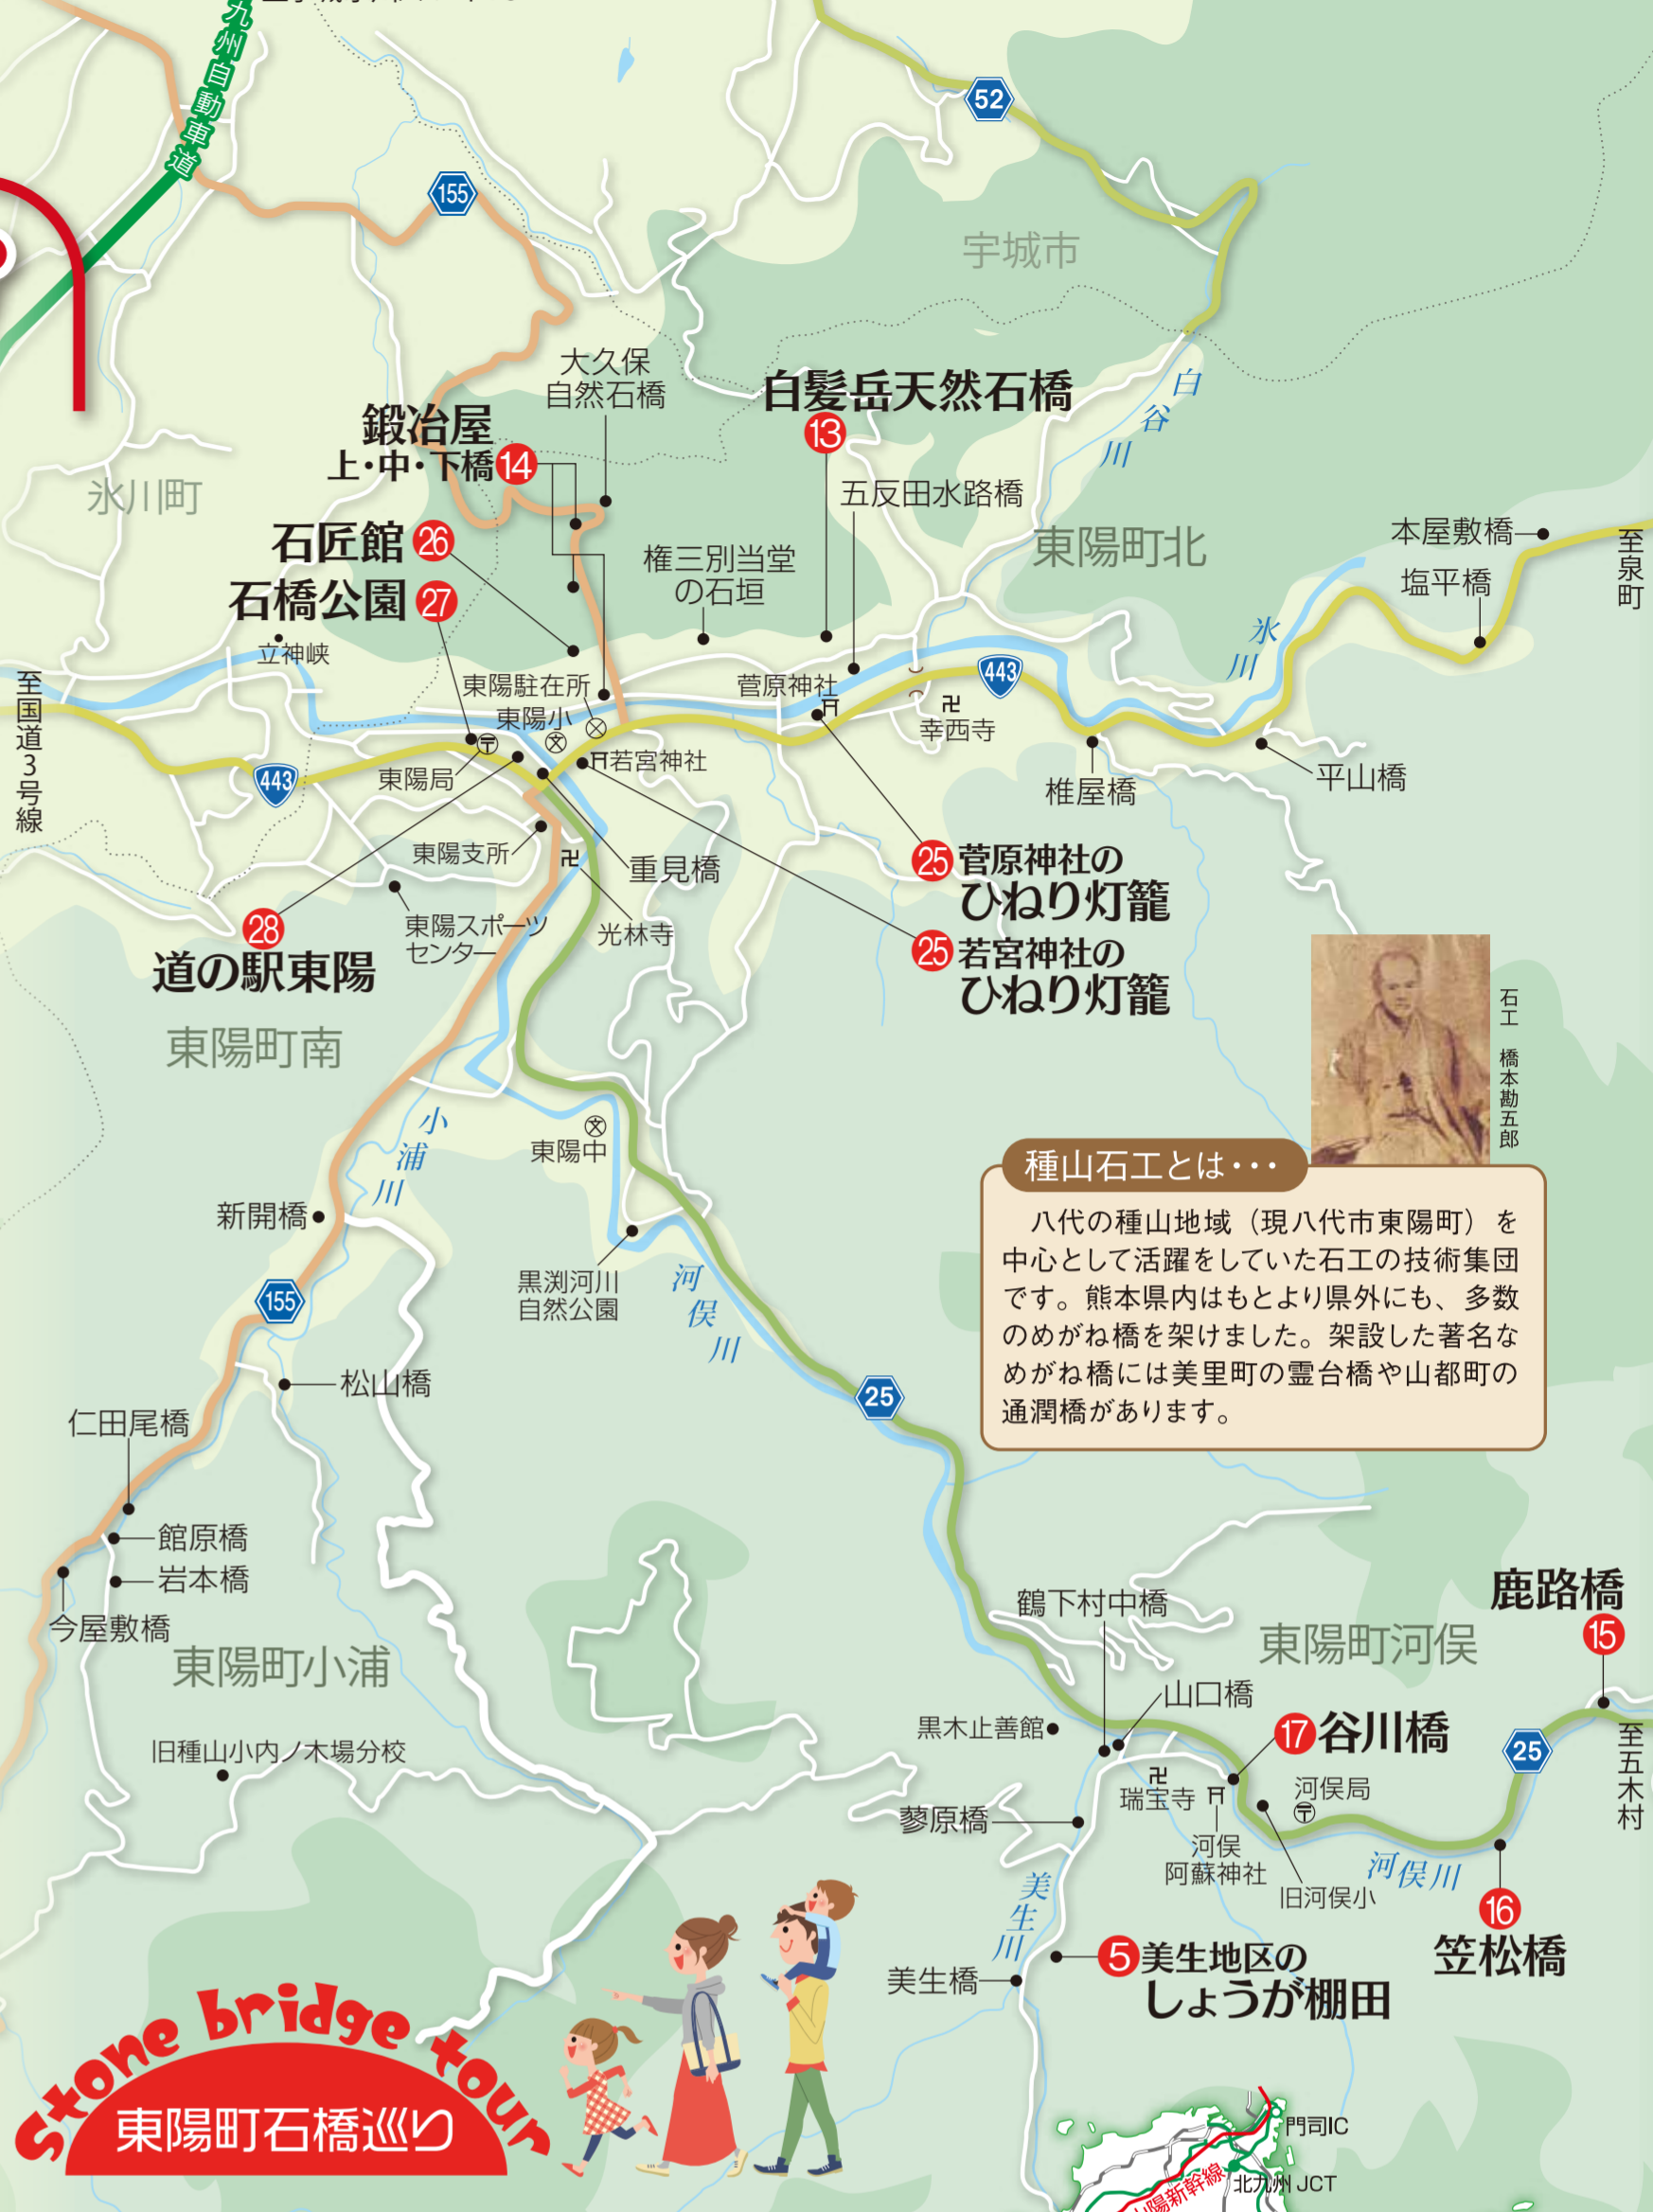 九州自動車道
52
155
宇城市
大久保
自然石橋
白髪岳天然石橋
13
白谷川
鍛冶屋
上・中・下橋
14
氷川町
五反田水路橋
石匠館
26
権三別当堂
の石垣
東陽町北
本屋敷橋
至泉町
石橋公園
27
塩平橋
立神峡
氷川
至国道3号線
東陽駐在所
菅原神社
443
東陽小
幸西寺
若宮神社
443
東陽局
椎屋橋
平山橋
東陽支所
重見橋
25
菅原神社の
ひねり灯籠
28
道の駅東陽
東陽スポーツ
センター
光林寺
25
若宮神社の
ひねり灯籠
東陽町南
石工 橋本勘五郎
小浦川
東陽中
種山石工とは・・・
八代の種山地域（現八代市東陽町）を
中心として活躍をしていた石工の技術集団
です。熊本県内はもとより県外にも、多数
のめがね橋を架けました。架設した著名な
めがね橋には美里町の霊台橋や山都町の
通潤橋があります。
新開橋
黒渕河川
自然公園
河俣川
155
松山橋
25
仁田尾橋
館原橋
岩本橋
今屋敷橋
東陽町小浦
鶴下村中橋
東陽町河俣
鹿路橋
15
山口橋
黒木止善館
17
谷川橋
25
至五木村
旧種山小内ノ木場分校
瑞宝寺
河俣局
蓼原橋
河俣
阿蘇神社
河俣川
旧河俣小
美生川
16
笠松橋
5
美生地区の
しょうが棚田
美生橋
Stone bridge tour
東陽町石橋巡り
門司IC
北九州JCT
山陽新幹線